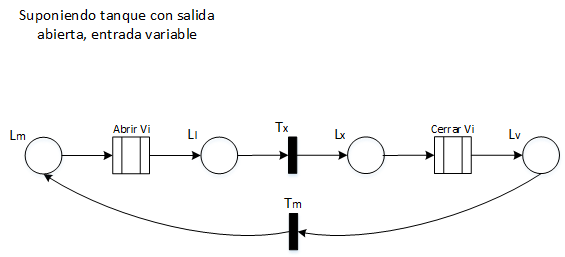 Suponiendo tanque con salida
abierta, entrada variable
Lm
Abrir Vi
Ll
Tx
Lx
Cerrar Vi
Lv
Tm